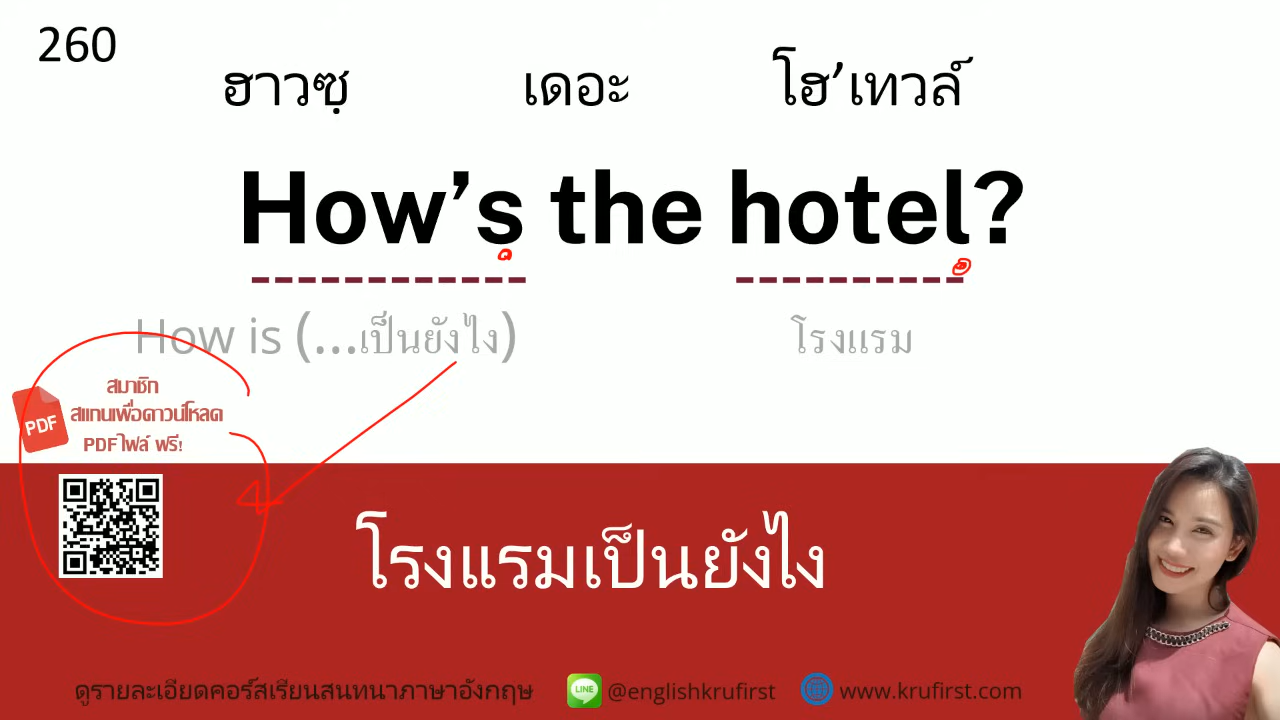 260
ฮาวซฺ เดอะ โฮ’เทวล์
How’s the hotel?
How is (...เป็นยังไง) โรงแรม
สมาชิก
สแกนเพื่อดาวน์โหลด
PDF
PDFไฟล์ ฟรี!
โรงแรมเป็นยังไง
ดูรายละเอียดคอร์สเรียนสนทนาภาษาอังกฤษ LINE @englishkrufirst www.krufirst.com